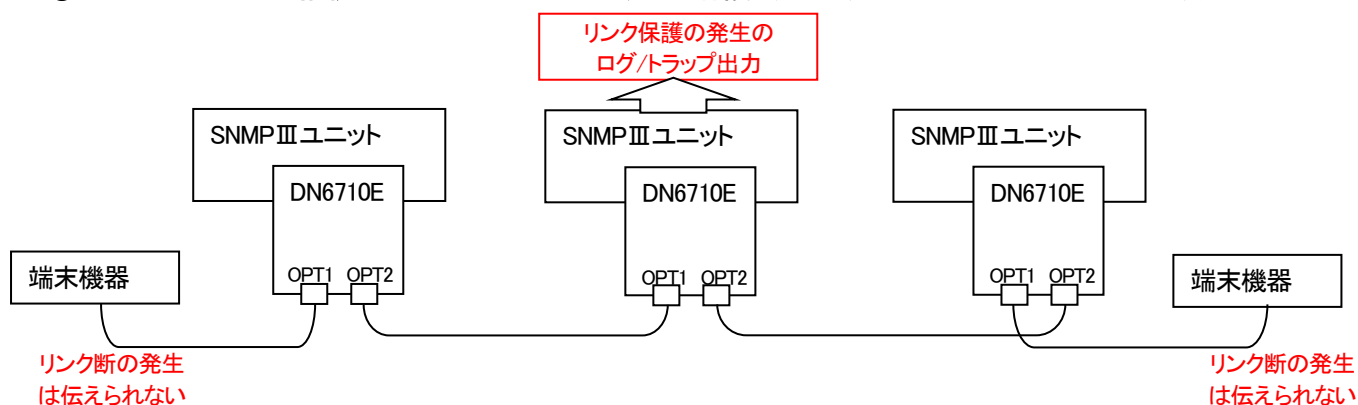 リンク保護の発生の
ログ/トラップ出力
SNMPⅢユニット
SNMPⅢユニット
SNMPⅢユニット
DN6710E
DN6710E
DN6710E
端末機器
OPT1 OPT2
OPT1 OPT2
OPT1 OPT2
端末機器
リンク断の発生
は伝えられない
リンク断の発生
は伝えられない